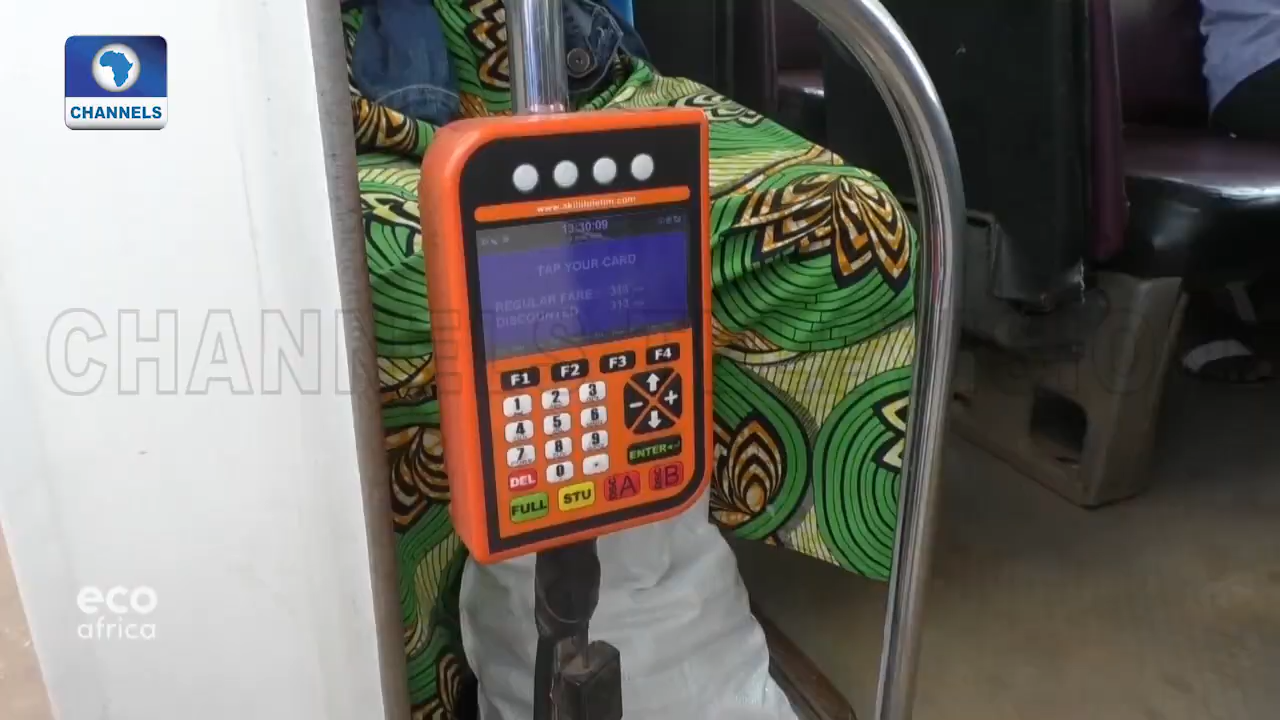 CHANNELS
www.skillifinetim.com
13:30:09
TAP YOUR CARD
REGULAR FARE
DISCOUNTED
F1 F2 F3 F4
1 2 3
4 5 6 - +
7 8 9
ENTER
DEL 0 .
FULL STU A B
CHANNELS
eco
africa